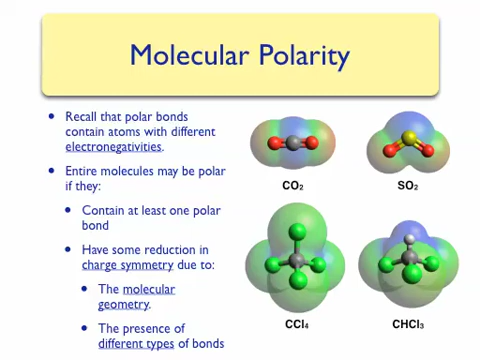 Molecular Polarity
• Recall that polar bonds
contain atoms with different
electronegativities.
• Entire molecules may be polar
if they:
• Contain at least one polar
bond
• Have some reduction in
charge symmetry due to:
• The molecular
geometry.
• The presence of
different types of bonds
CO₂
SO₂
CCl₄
CHCl₃